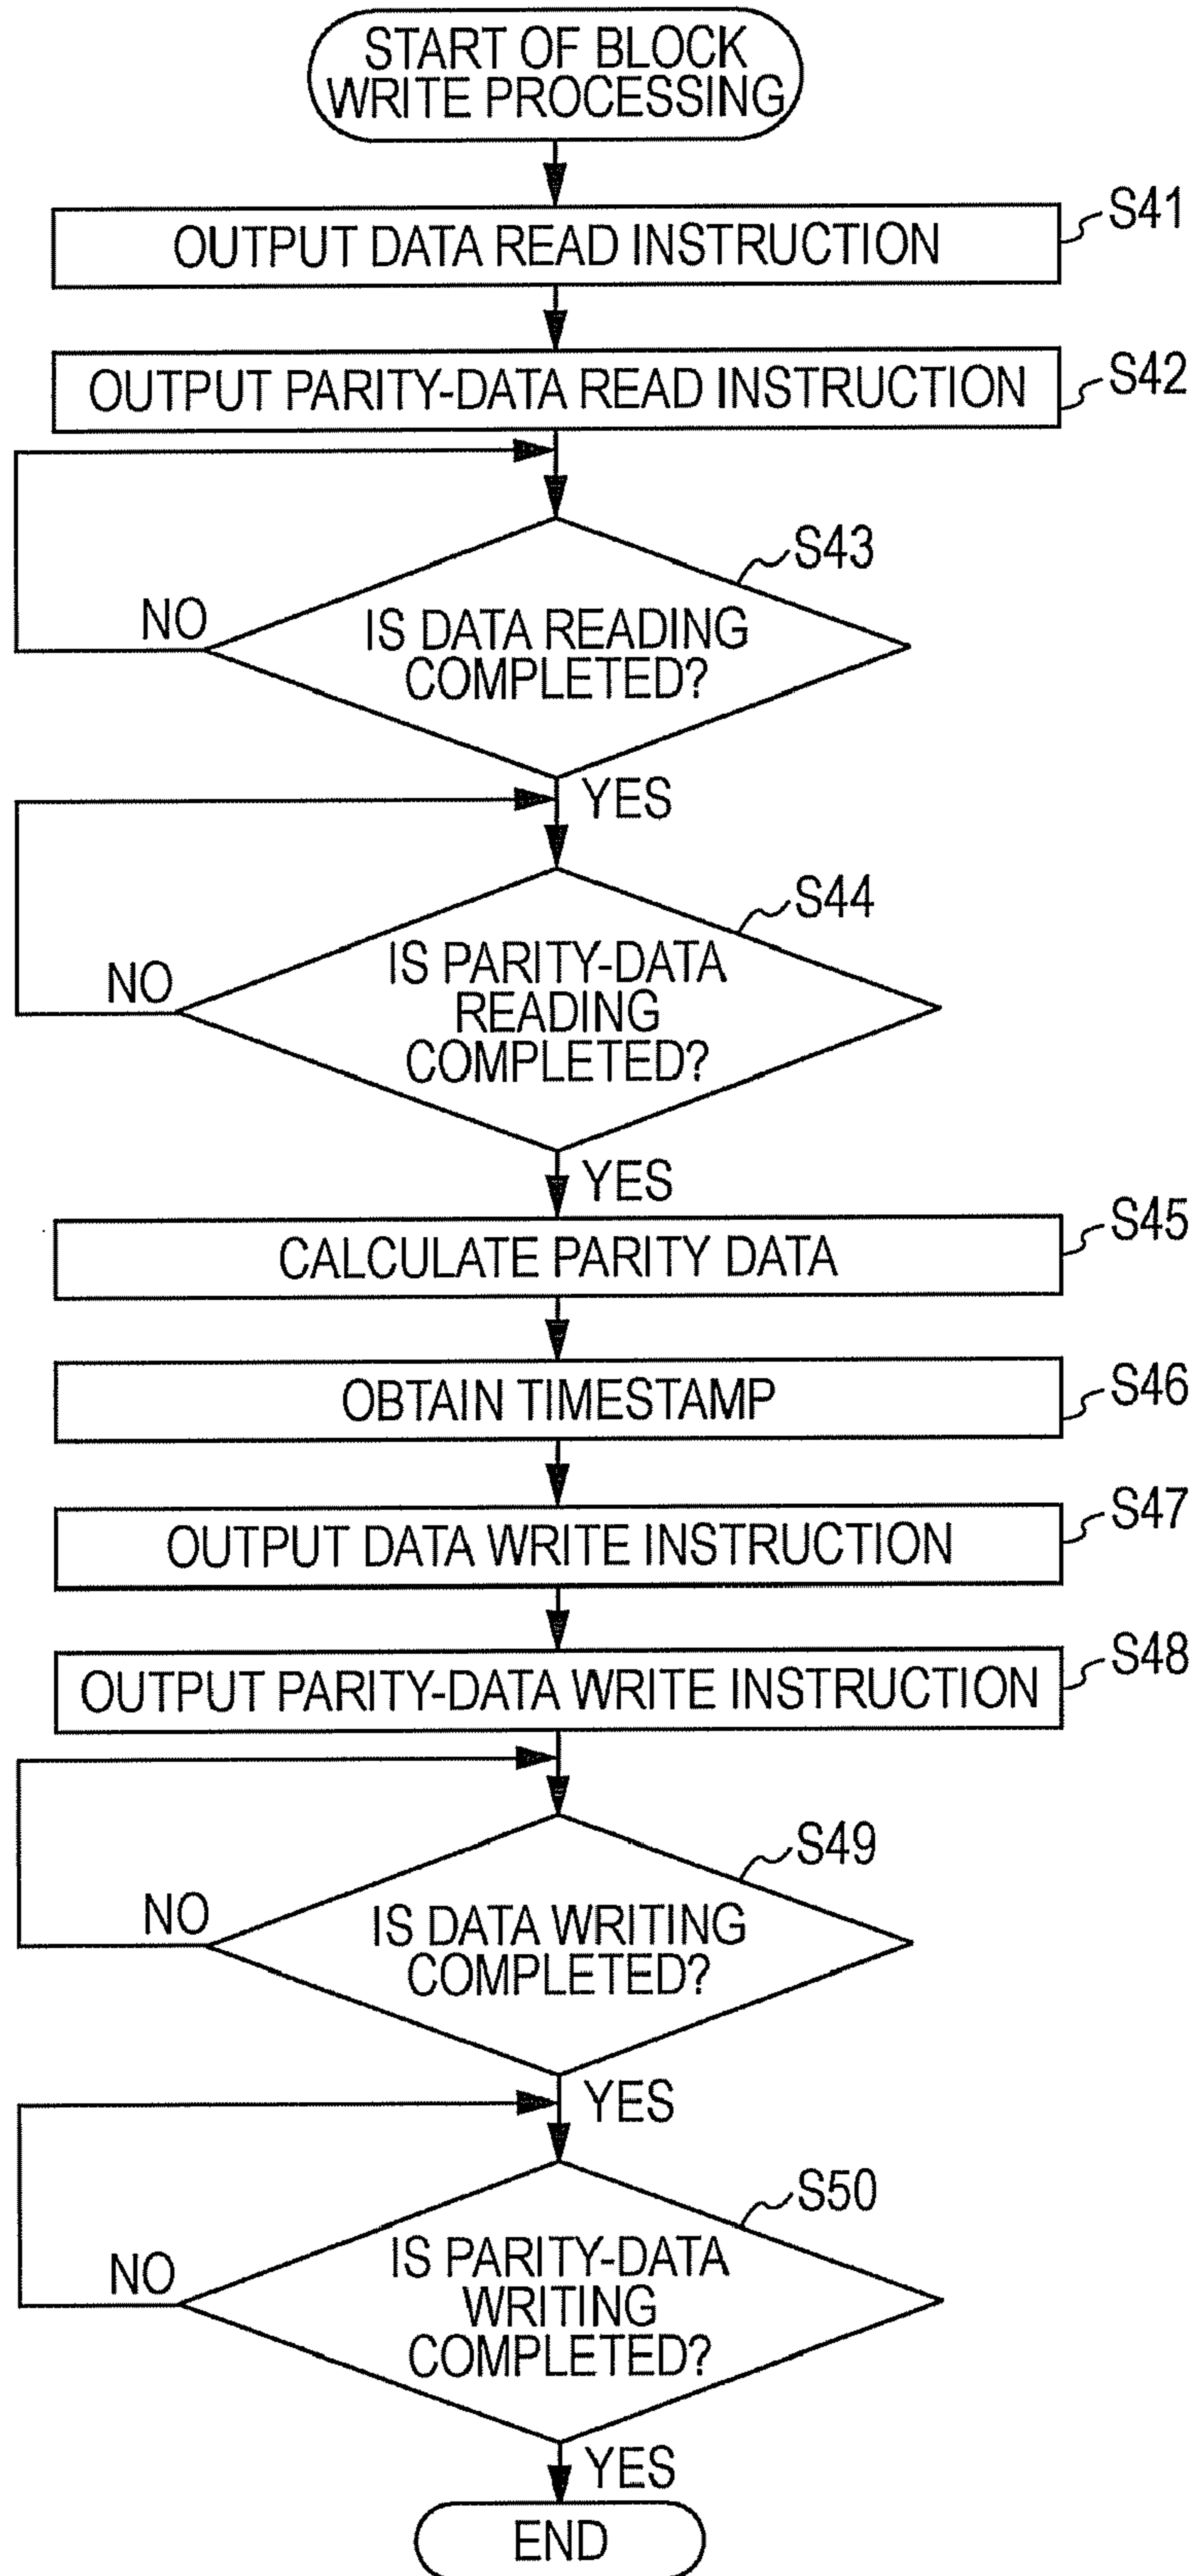 START OF BLOCK
WRITE PROCESSING
S41
OUTPUT DATA READ INSTRUCTION
S42
OUTPUT PARITY-DATA READ INSTRUCTION
S43
NO
IS DATA READING
COMPLETED?
YES
S44
NO
IS PARITY-DATA
READING
COMPLETED?
YES
S45
CALCULATE PARITY DATA
S46
OBTAIN TIMESTAMP
S47
OUTPUT DATA WRITE INSTRUCTION
S48
OUTPUT PARITY-DATA WRITE INSTRUCTION
S49
NO
IS DATA WRITING
COMPLETED?
YES
S50
NO
IS PARITY-DATA
WRITING
COMPLETED?
YES
END